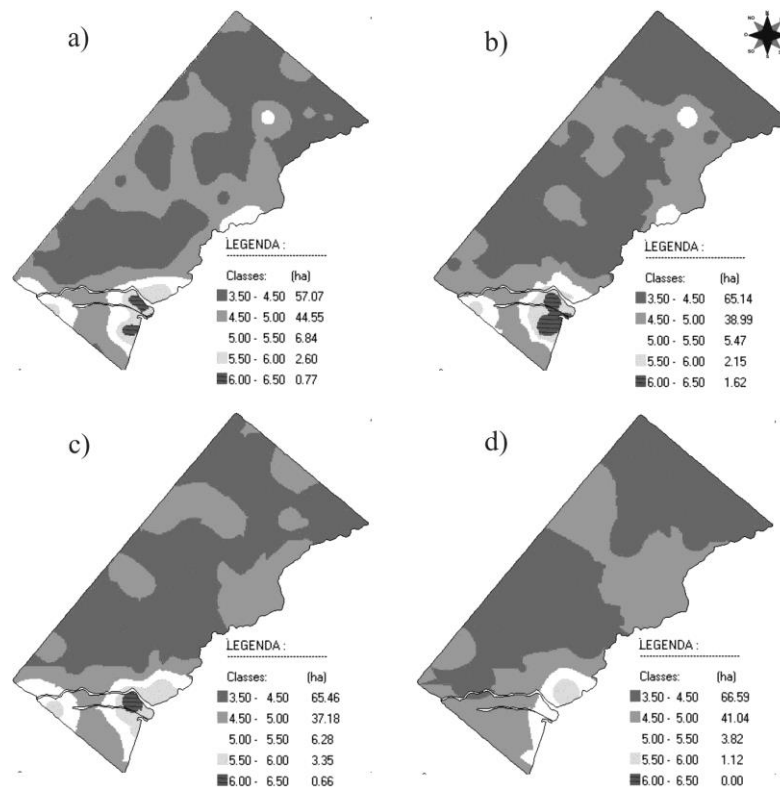 a)
LEGENDA :
Classes: (ha)
3.50 - 4.50 57.07
4.50 - 5.00 44.55
5.00 - 5.50 6.84
5.50 - 6.00 2.60
6.00 - 6.50 0.77
b)
N
LEGENDA :
Classes: (ha)
3.50 - 4.50 65.14
4.50 - 5.00 38.99
5.00 - 5.50 5.47
5.50 - 6.00 2.15
6.00 - 6.50 1.62
c)
LEGENDA :
Classes: (ha)
3.50 - 4.50 65.46
4.50 - 5.00 37.18
5.00 - 5.50 6.28
5.50 - 6.00 3.35
6.00 - 6.50 0.66
d)
LEGENDA :
Classes: (ha)
3.50 - 4.50 66.59
4.50 - 5.00 41.04
5.00 - 5.50 3.82
5.50 - 6.00 1.12
6.00 - 6.50 0.00